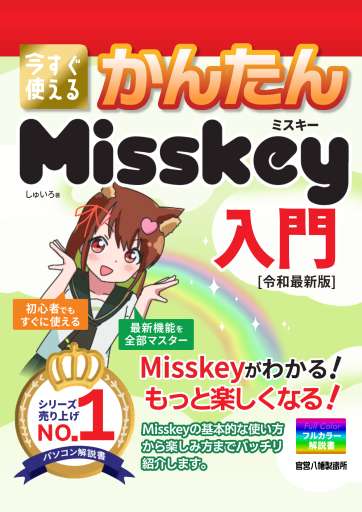 今すぐ
使える
かんたん
Misskey
ミスキー
しゅいろ著
入門
[令和最新版]
初心者でも
すぐに使える
最新機能を
全部マスター
Misskeyがわかる!
もっと楽しくなる!
シリーズ
売り上げ
NO.1
パソコン解説書
Misskeyの基本的な使い方
から楽しみ方までバッチリ
紹介します。
Full Color
フルカラー
解説書
官営八幡製讀所